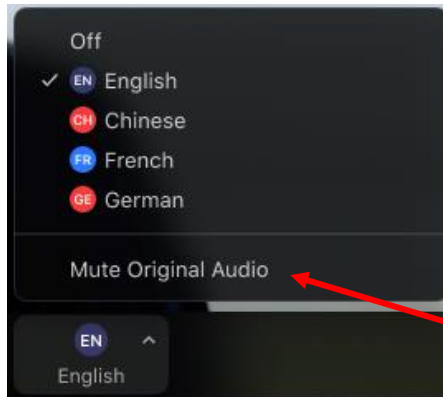 Off
EN English
CH Chinese
FR French
GE German
Mute Original Audio
EN
English